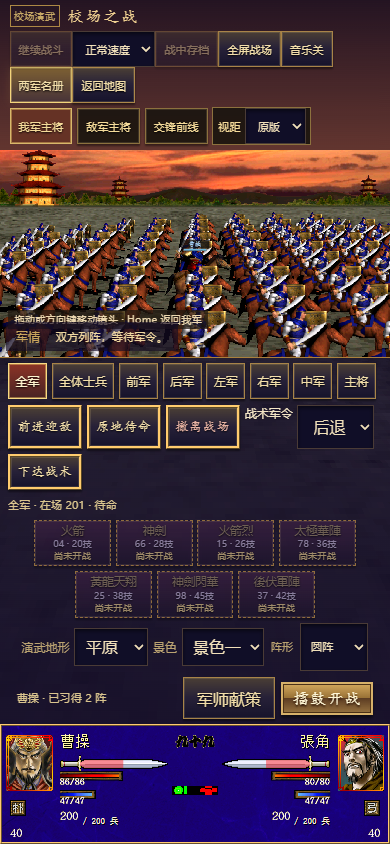 校场演武 校场之战
继续战斗 正常速度 战中存档 全屏战场 音乐关
两军名册 返回地图
我军主将 敌军主将 交锋前线 视距 原版
拖动或方向键移动镜头 · Home 返回我军
军情 双方列阵，等待军令。
全军 全体士兵 前军 后军 左军 右军 中军 主将
前进迎敌 原地待命 撤离战场 战术军令 后退
下达战术
全军 · 在场 201 · 待命
火箭 神劍 火箭烈 太極華陣
04 · 20技 66 · 28技 15 · 26技 78 · 36技
尚未开战 尚未开战 尚未开战 尚未开战
黃龍天翔 神劍閃華 後伏軍陣
25 · 38技 98 · 45技 37 · 42技
尚未开战 尚未开战 尚未开战
演武地形 平原 景色 景色一 阵形 圆阵
曹操 · 已习得 2 阵 军师献策 擂鼓开战
曹操 張角
86/86 80/80
47/47 47/47
200 / 200 兵 200 / 200 兵
40 40